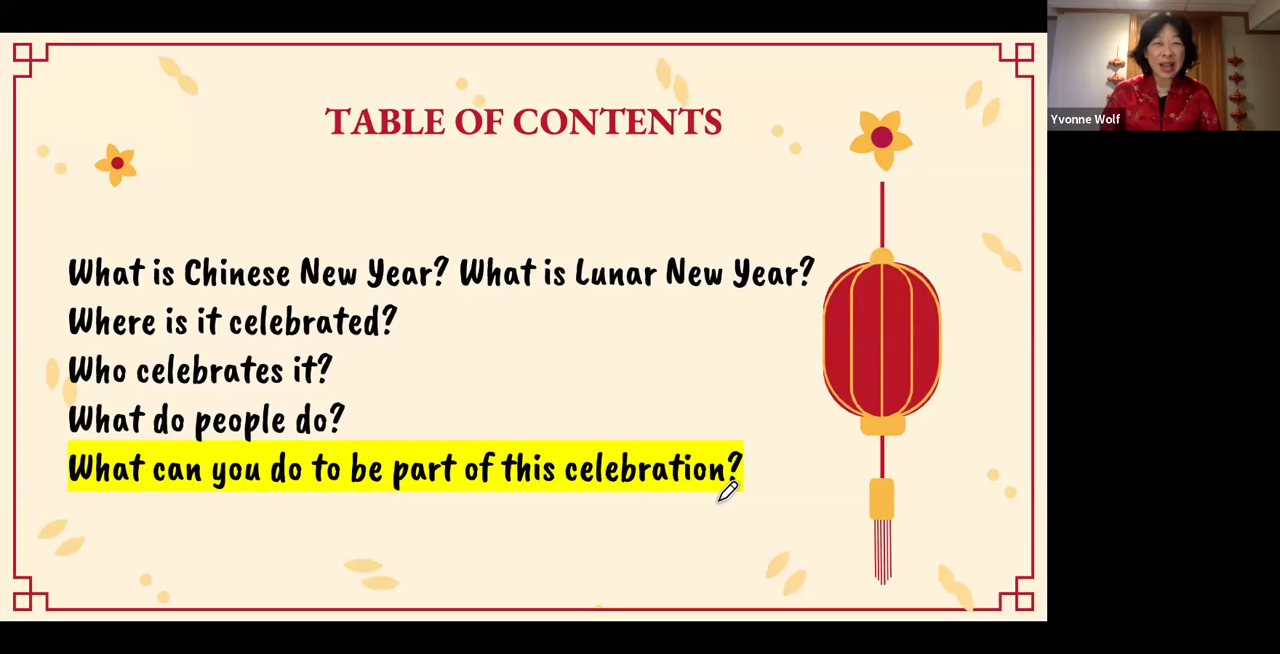 TABLE OF CONTENTS
What is Chinese New Year? What is Lunar New Year?
Where is it celebrated?
Who celebrates it?
What do people do?
What can you do to be part of this celebration?
Yvonne Wolf